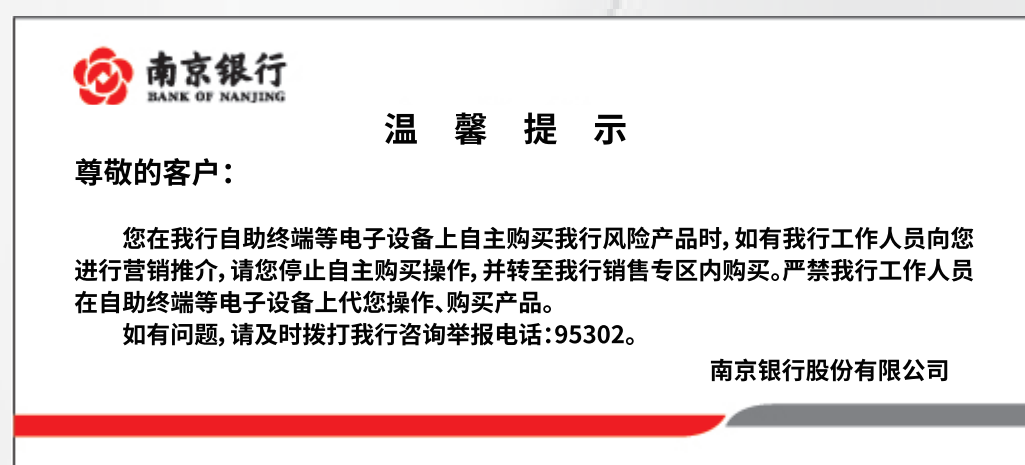 南京银行
BANK OF NANJING
温馨提示
尊敬的客户：
您在我行自助终端等电子设备上自主购买我行风险产品时，如有我行工作人员向您
进行营销推介，请您停止自主购买操作，并转至我行销售专区内购买。严禁我行工作人员
在自助终端等电子设备上代您操作、购买产品。
如有问题，请及时拨打我行咨询举报电话：95302。
南京银行股份有限公司